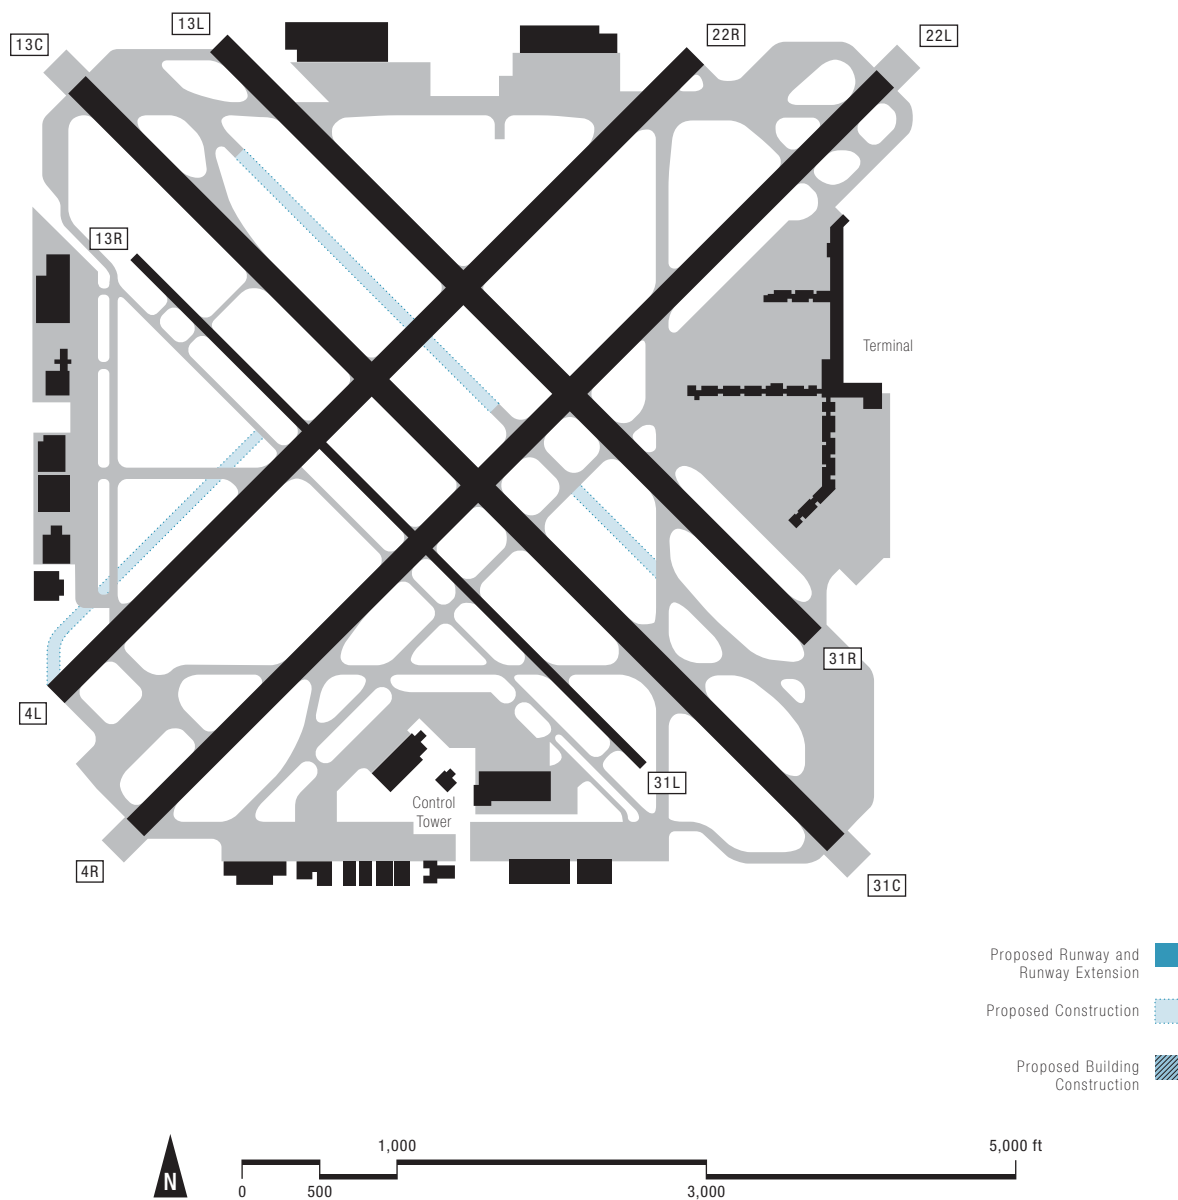 13L
13C
22R
22L
13R
Terminal
31R
4L
31L
Control
Tower
4R
31C
Proposed Runway and
Runway Extension
Proposed Construction
Proposed Building
Construction
N
1,000
5,000 ft
0
500
3,000